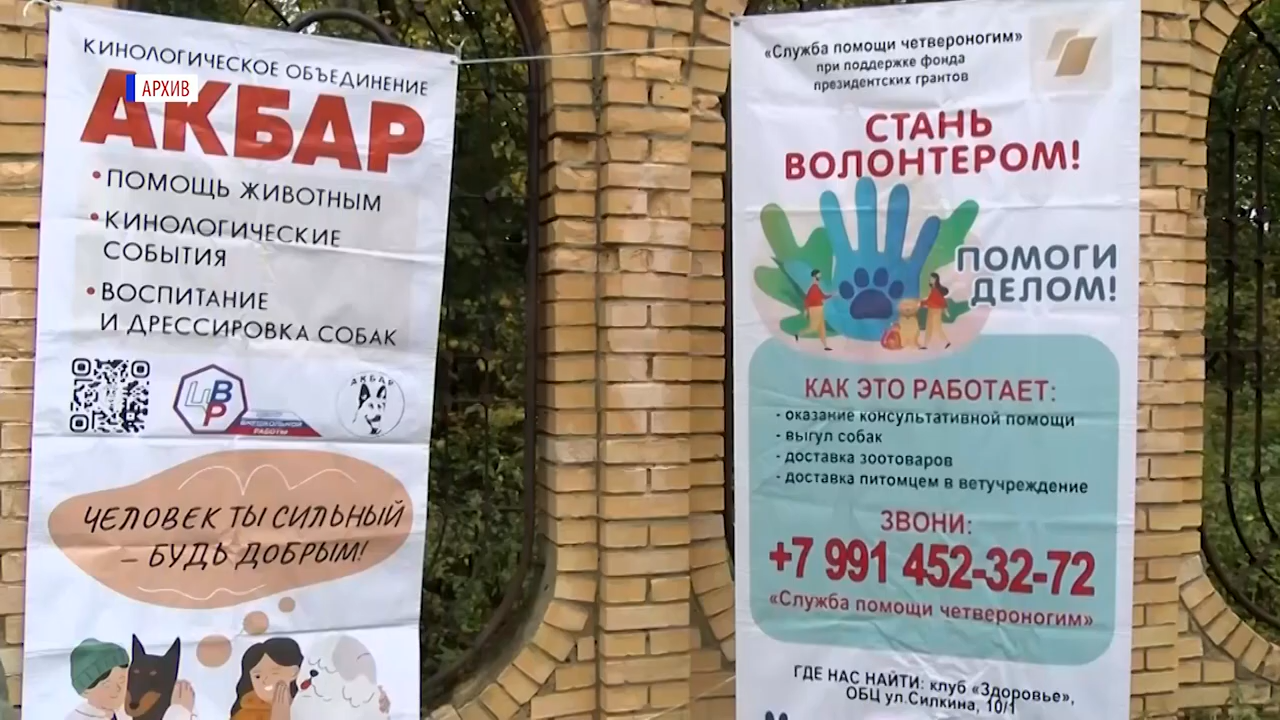 КИНОЛОГИЧЕСКОЕ ОБЪЕДИНЕНИЕ
АРХИВ
АКБАР
•ПОМОЩЬ ЖИВОТНЫМ
•КИНОЛОГИЧЕСКИЕ
СОБЫТИЯ
•ВОСПИТАНИЕ
И ДРЕССИРОВКА СОБАК
ЦВР
ЦЕНТР
ВНЕШКОЛЬНОЙ
РАБОТЫ
АКБАР
ЧЕЛОВЕК ТЫ СИЛЬНЫЙ
– БУДЬ ДОБРЫМ!
«Служба помощи четвероногим»
при поддержке фонда
президентских грантов
СТАНЬ
ВОЛОНТЕРОМ!
ПОМОГИ
ДЕЛОМ!
КАК ЭТО РАБОТАЕТ:
- оказание консультативной помощи
- выгул собак
- доставка зоотоваров
- доставка питомцем в ветучреждение
ЗВОНИ:
+7 991 452-32-72
«Служба помощи четвероногим»
ГДЕ НАС НАЙТИ: клуб «Здоровье»,
ОБЦ ул.Силкина, 10/1